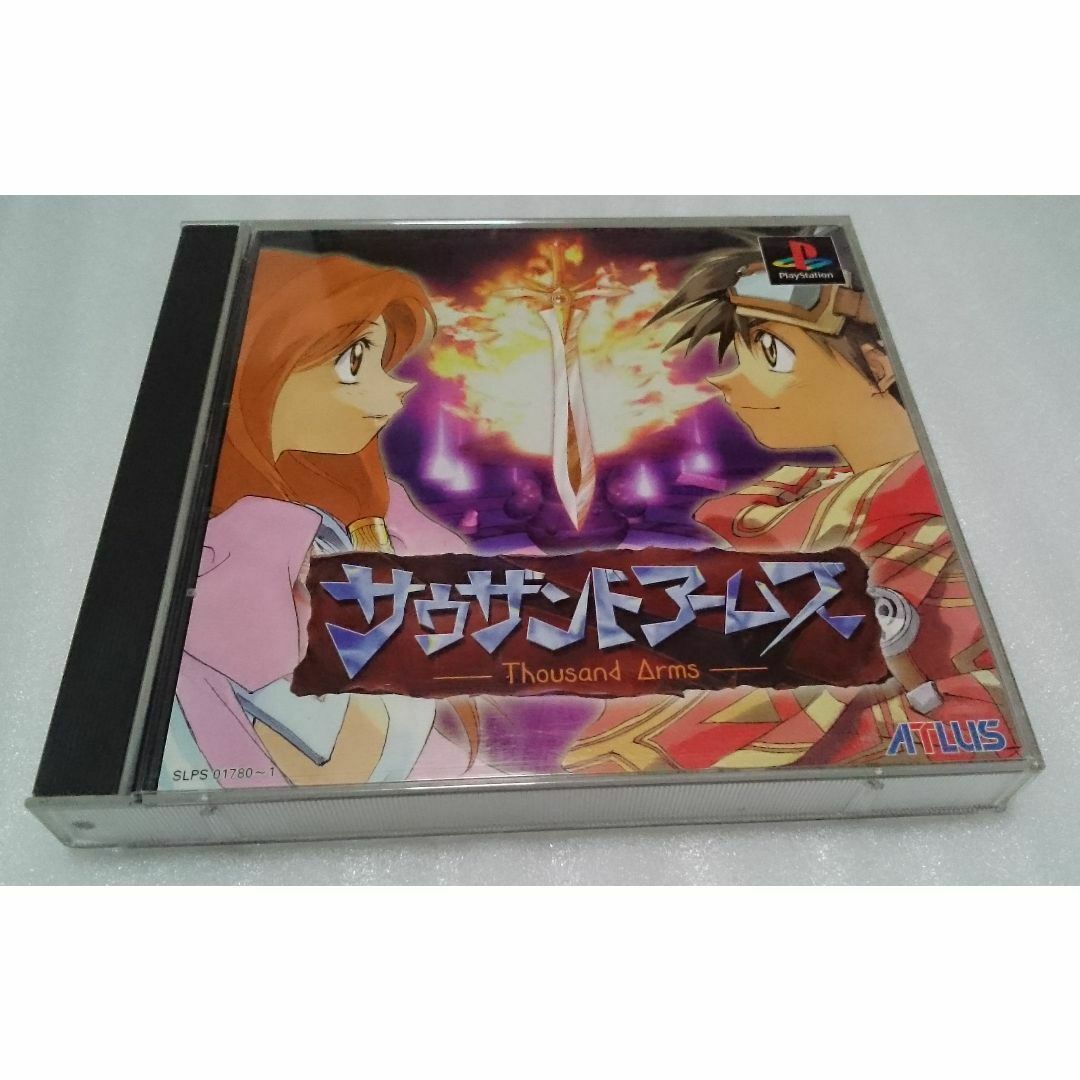 PlayStation
サウザンドアームズ
Thousand Arms
ATLUS
SLPS 01780~1